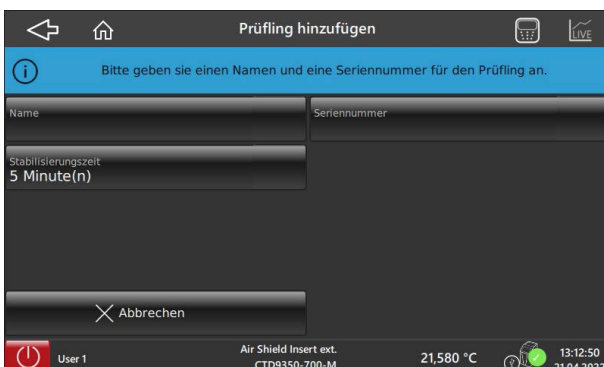 Prüfling hinzufügen
LIVE
Bitte geben sie einen Namen und eine Seriennummer für den Prüfling an.
Name
Seriennummer
Stabilisierungszeit
5 Minute(n)
Abbrechen
User 1
Air Shield Insert ext.
CTD9350-700-M
21,580 °C
13:12:50